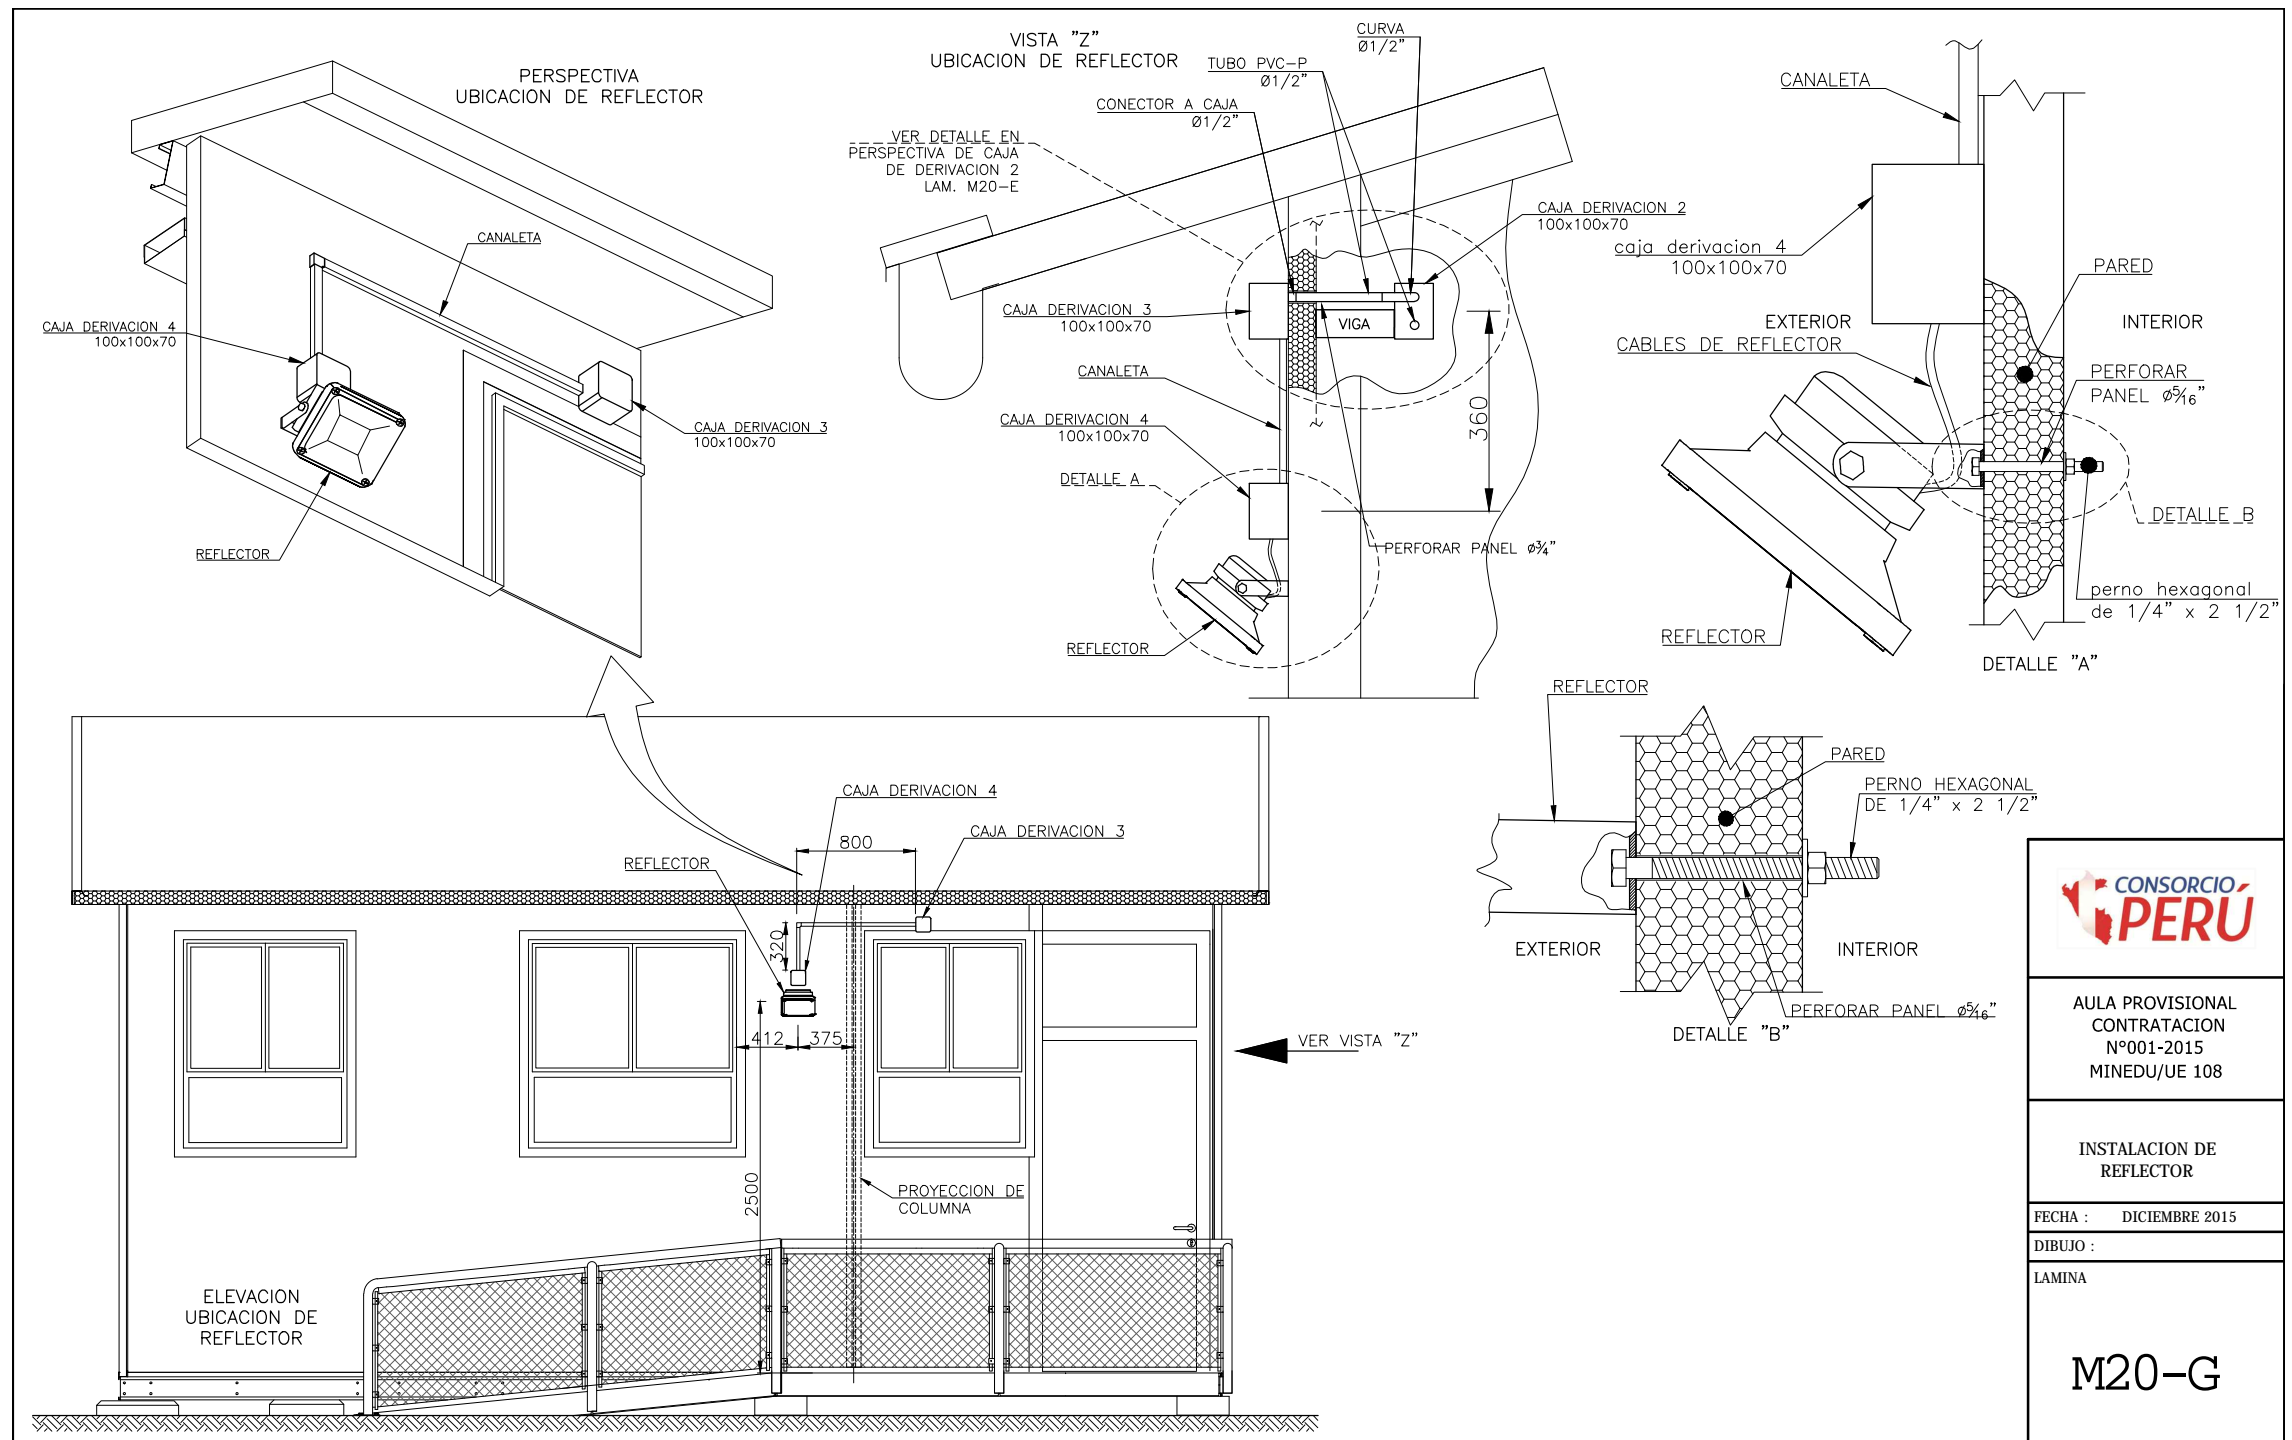 PERSPECTIVA
UBICACION DE REFLECTOR
CANALETA
CAJA DERIVACION 4
100x100x70
CAJA DERIVACION 3
100x100x70
REFLECTOR
VISTA "Z"
UBICACION DE REFLECTOR
CURVA
Ø1/2"
TUBO PVC-P
Ø1/2"
CONECTOR A CAJA
Ø1/2"
VER DETALLE EN
PERSPECTIVA DE CAJA
DE DERIVACION 2
LAM. M20-E
CAJA DERIVACION 2
100x100x70
CAJA DERIVACION 3
100x100x70
VIGA
CANALETA
360
CAJA DERIVACION 4
100x100x70
DETALLE A
PERFORAR PANEL ø3/4"
REFLECTOR
CANALETA
caja derivacion 4
100x100x70
PARED
EXTERIOR
INTERIOR
CABLES DE REFLECTOR
PERFORAR
PANEL ø5/16"
DETALLE B
perno hexagonal
de 1/4" x 2 1/2"
REFLECTOR
DETALLE "A"
REFLECTOR
PARED
PERNO HEXAGONAL
DE 1/4" x 2 1/2"
EXTERIOR
INTERIOR
PERFORAR PANEL ø5/16"
DETALLE "B"
CAJA DERIVACION 4
CAJA DERIVACION 3
800
REFLECTOR
320
412
375
VER VISTA "Z"
2500
PROYECCION DE
COLUMNA
ELEVACION
UBICACION DE
REFLECTOR
CONSORCIO
PERÚ
AULA PROVISIONAL
CONTRATACION
N°001-2015
MINEDU/UE 108
INSTALACION DE
REFLECTOR
FECHA : DICIEMBRE 2015
DIBUJO :
LAMINA
M20-G